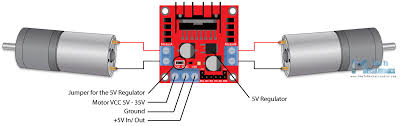 Jumper for the 5V Regulator
Motor VCC 5V - 35V
Ground
+5V In/ Out
5V Regulator